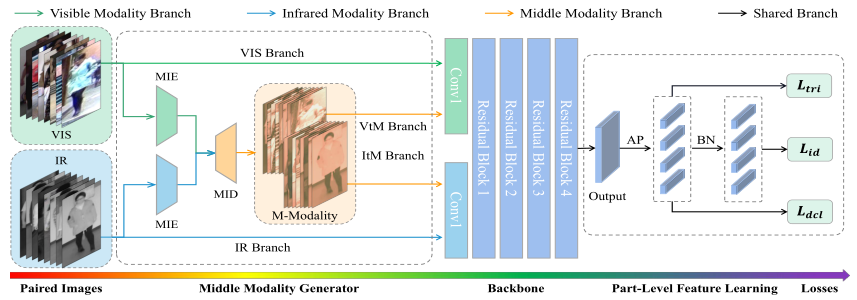 Visible Modality Branch
Infrared Modality Branch
Middle Modality Branch
Shared Branch
VIS
IR
VIS Branch
MIE
MIE
MID
M-Modality
VtM Branch
ItM Branch
IR Branch
Conv1
Conv1
Residual Block 1
Residual Block 2
Residual Block 3
Residual Block 4
Output
AP
BN
L_tri
L_id
L_dcl
Paired Images
Middle Modality Generator
Backbone
Part-Level Feature Learning
Losses